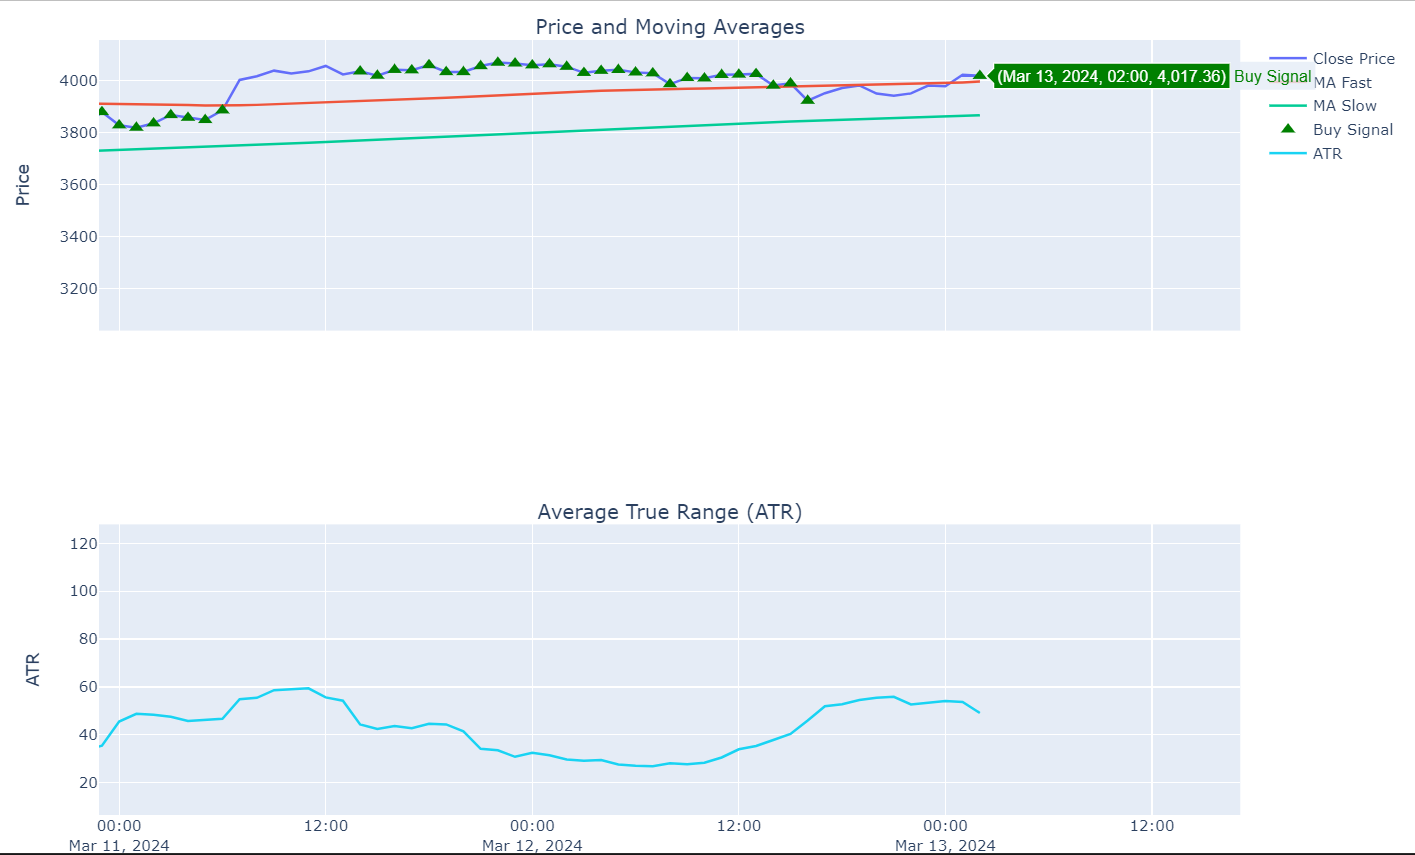 Price and Moving Averages
4000
3800
3600
3400
3200
Price
(Mar 13, 2024, 02:00, 4,017.36)
Buy Signal
Close Price
MA Fast
MA Slow
Buy Signal
ATR
Average True Range (ATR)
120
100
80
60
40
20
ATR
00:00 12:00 00:00 12:00 00:00 12:00
Mar 11, 2024 Mar 12, 2024 Mar 13, 2024